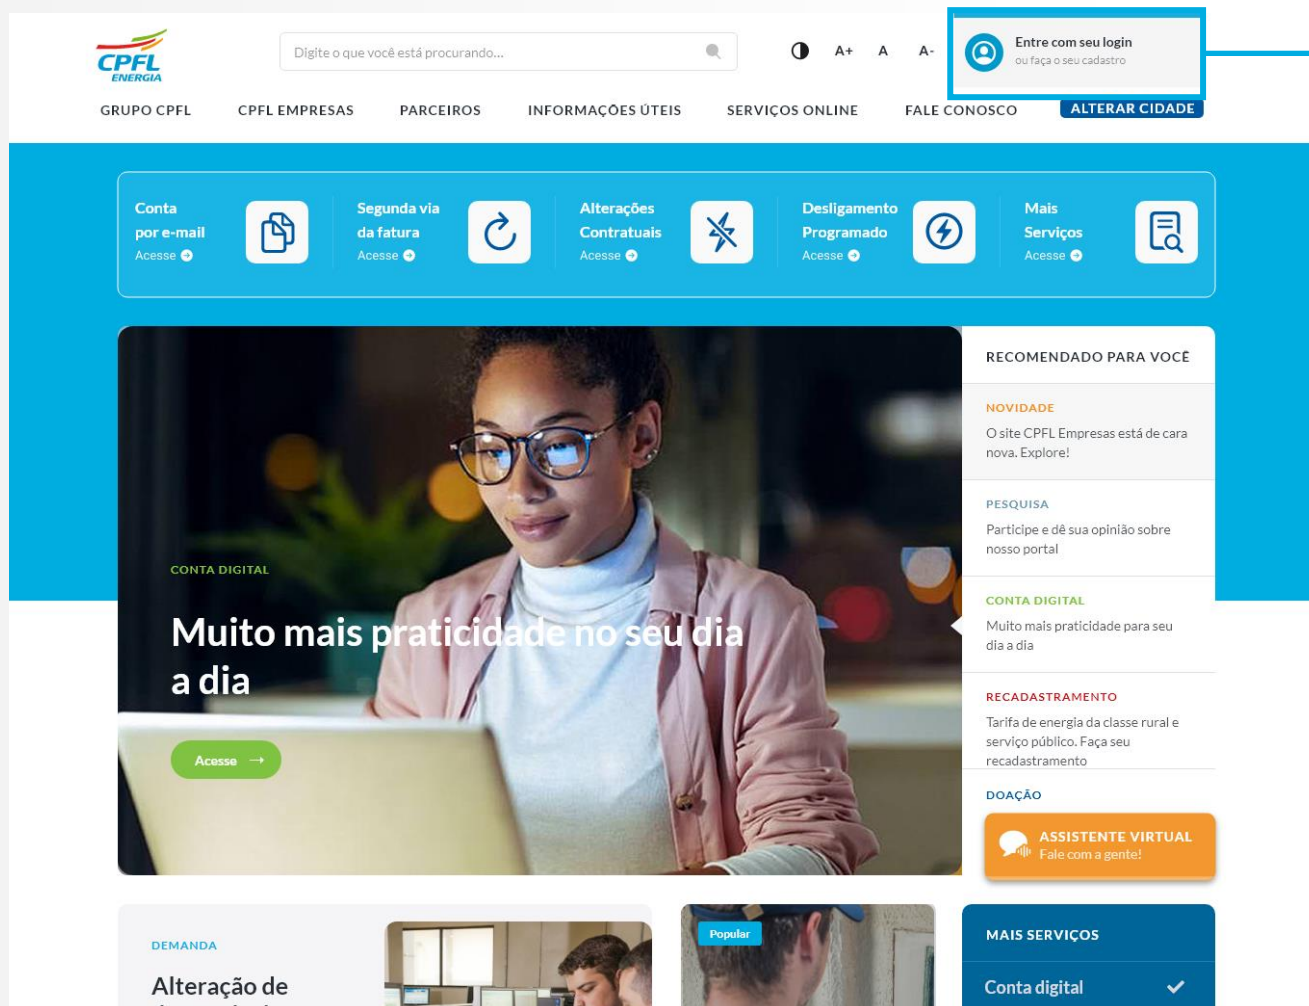 CPFL
ENERGIA
Digite o que você está procurando...
A+ A A-
Entre com seu login
ou faça o seu cadastro
GRUPO CPFL
CPFL EMPRESAS
PARCEIROS
INFORMAÇÕES ÚTEIS
SERVIÇOS ONLINE
FALE CONOSCO
ALTERAR CIDADE
Conta
por e-mail
Acesse
Segunda via
da fatura
Acesse
Alterações
Contratuais
Acesse
Desligamento
Programado
Acesse
Mais
Serviços
Acesse
CONTA DIGITAL
Muito mais praticidade no seu dia
a dia
Acesse →
RECOMENDADO PARA VOCÊ
NOVIDADE
O site CPFL Empresas está de cara
nova. Explore!
PESQUISA
Participe e dê sua opinião sobre
nosso portal
CONTA DIGITAL
Muito mais praticidade para seu
dia a dia
RECADASTRAMENTO
Tarifa de energia da classe rural e
serviço público. Faça seu
recadastramento
DOAÇÃO
ASSISTENTE VIRTUAL
Fale com a gente!
DEMANDA
Alteração de
Popular
MAIS SERVIÇOS
Conta digital